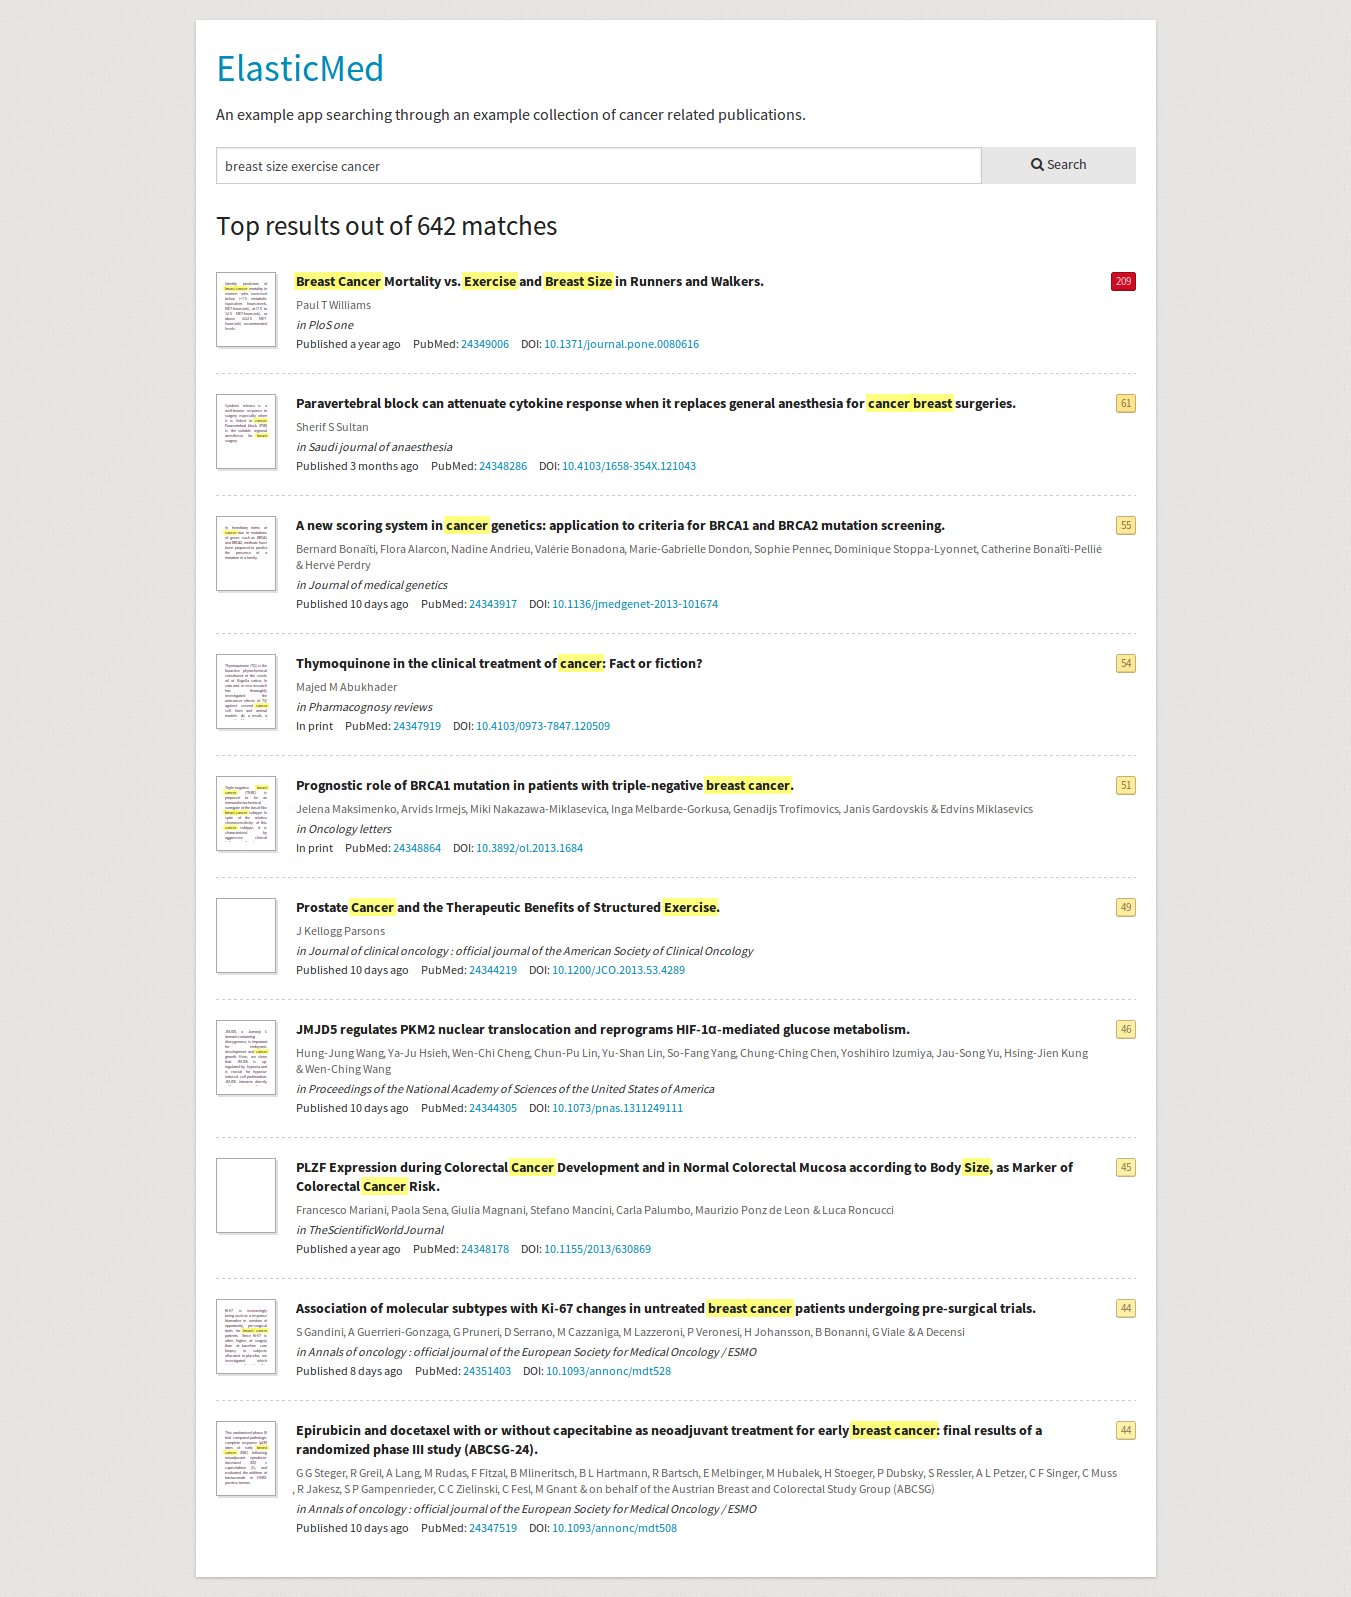 ElasticMed
An example app searching through an example collection of cancer related publications.
breast size exercise cancer
Search
Top results out of 642 matches
Breast Cancer Mortality vs. Exercise and Breast Size in Runners and Walkers.
209
Paul T Williams
in PloS one
Published a year ago PubMed: 24349006 DOI: 10.1371/journal.pone.0080616
Paravertebral block can attenuate cytokine response when it replaces general anesthesia for cancer breast surgeries.
61
Sherif S Sultan
in Saudi journal of anaesthesia
Published 3 months ago PubMed: 24348286 DOI: 10.4103/1658-354X.121043
A new scoring system in cancer genetics: application to criteria for BRCA1 and BRCA2 mutation screening.
55
Bernard Bonaïti, Flora Alarcon, Nadine Andrieu, Valérie Bonadona, Marie-Gabrielle Dondon, Sophie Pennec, Dominique Stoppa-Lyonnet, Catherine Bonaïti-Pellié
& Hervé Perdry
in Journal of medical genetics
Published 10 days ago PubMed: 24343917 DOI: 10.1136/jmedgenet-2013-101674
Thymoquinone in the clinical treatment of cancer: Fact or fiction?
54
Majed M Abukhader
in Pharmacognosy reviews
In print PubMed: 24347919 DOI: 10.4103/0973-7847.120509
Prognostic role of BRCA1 mutation in patients with triple-negative breast cancer.
51
Jelena Maksimenko, Arvids Irmejs, Miki Nakazawa-Miklasevica, Inga Melbarde-Gorkusa, Genadijs Trofimovics, Janis Gardovskis & Edvins Miklasevics
in Oncology letters
In print PubMed: 24348864 DOI: 10.3892/ol.2013.1684
Prostate Cancer and the Therapeutic Benefits of Structured Exercise.
49
J Kellogg Parsons
in Journal of clinical oncology : official journal of the American Society of Clinical Oncology
Published 10 days ago PubMed: 24344219 DOI: 10.1200/JCO.2013.53.4289
JMJD5 regulates PKM2 nuclear translocation and reprograms HIF-1α-mediated glucose metabolism.
46
Hung-Jung Wang, Ya-Ju Hsieh, Wen-Chi Cheng, Chun-Pu Lin, Yu-Shan Lin, So-Fang Yang, Chung-Ching Chen, Yoshihiro Izumiya, Jau-Song Yu, Hsing-Jien Kung
& Wen-Ching Wang
in Proceedings of the National Academy of Sciences of the United States of America
Published 10 days ago PubMed: 24344305 DOI: 10.1073/pnas.1311249111
PLZF Expression during Colorectal Cancer Development and in Normal Colorectal Mucosa according to Body Size, as Marker of
Colorectal Cancer Risk.
45
Francesco Mariani, Paola Sena, Giulia Magnani, Stefano Mancini, Carla Palumbo, Maurizio Ponz de Leon & Luca Roncucci
in TheScientificWorldJournal
Published a year ago PubMed: 24348178 DOI: 10.1155/2013/630869
Association of molecular subtypes with Ki-67 changes in untreated breast cancer patients undergoing pre-surgical trials.
44
S Gandini, A Guerrieri-Gonzaga, G Pruneri, D Serrano, M Cazzaniga, M Lazzeroni, P Veronesi, H Johansson, B Bonanni, G Viale & A Decensi
in Annals of oncology : official journal of the European Society for Medical Oncology / ESMO
Published 8 days ago PubMed: 24351403 DOI: 10.1093/annonc/mdt528
Epirubicin and docetaxel with or without capecitabine as neoadjuvant treatment for early breast cancer: final results of a
randomized phase III study (ABCSG-24).
44
G G Steger, R Greil, A Lang, M Rudas, F Fitzal, B Mlineritsch, B L Hartmann, R Bartsch, E Melbinger, M Hubalek, H Stoeger, P Dubsky, S Ressler, A L Petzer, C F Singer, C Muss
, R Jakesz, S P Gampenrieder, C C Zielinski, C Fesl, M Gnant & on behalf of the Austrian Breast and Colorectal Study Group (ABCSG)
in Annals of oncology : official journal of the European Society for Medical Oncology / ESMO
Published 10 days ago PubMed: 24347519 DOI: 10.1093/annonc/mdt508